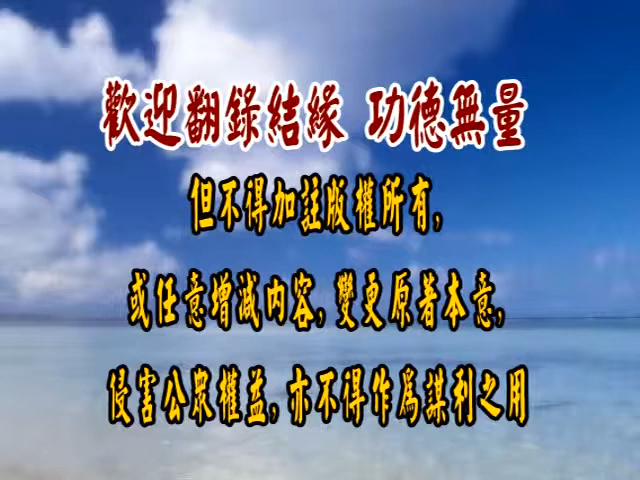 歡迎翻錄結緣 功德無量
但不得加註版權所有,
或任意增減內容,變更原著本意,
侵害公眾權益,亦不得作為謀利之用